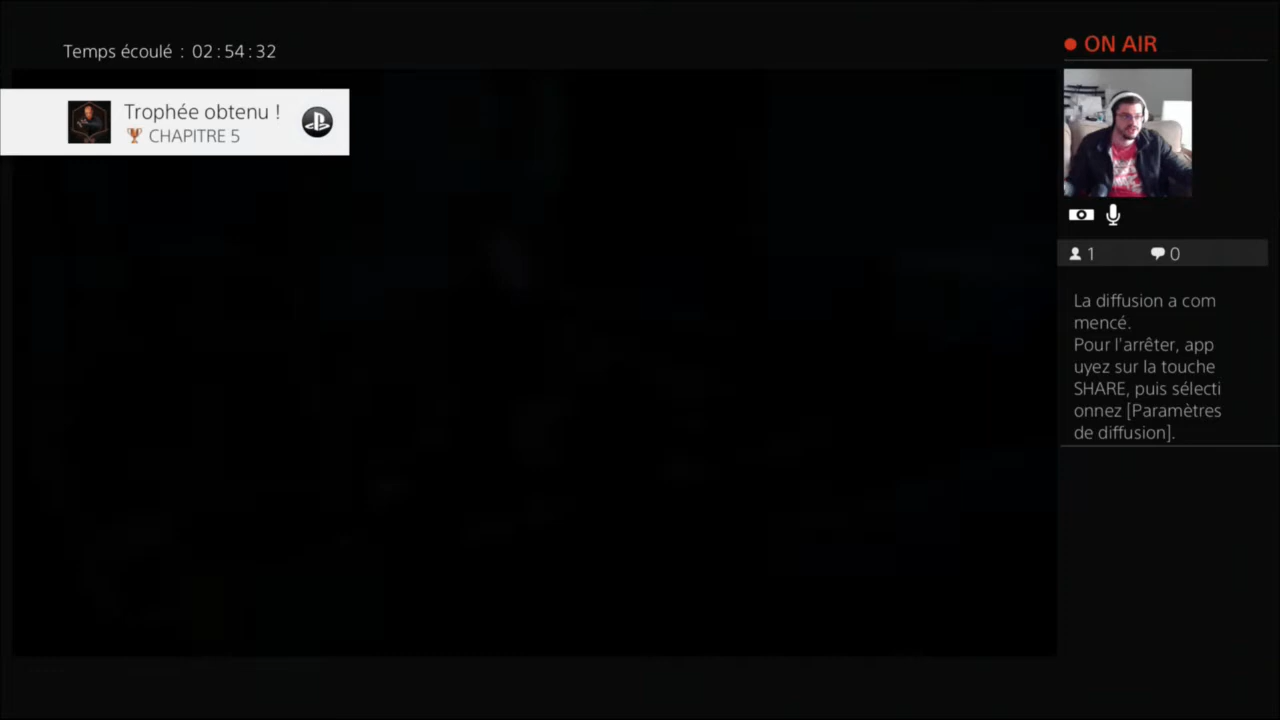 Temps écoulé : 02:54:32
ON AIR
Trophée obtenu !
CHAPITRE 5
1
0
La diffusion a com
mencé.
Pour l'arrêter, app
uyez sur la touche
SHARE, puis sélecti
onnez [Paramètres
de diffusion].